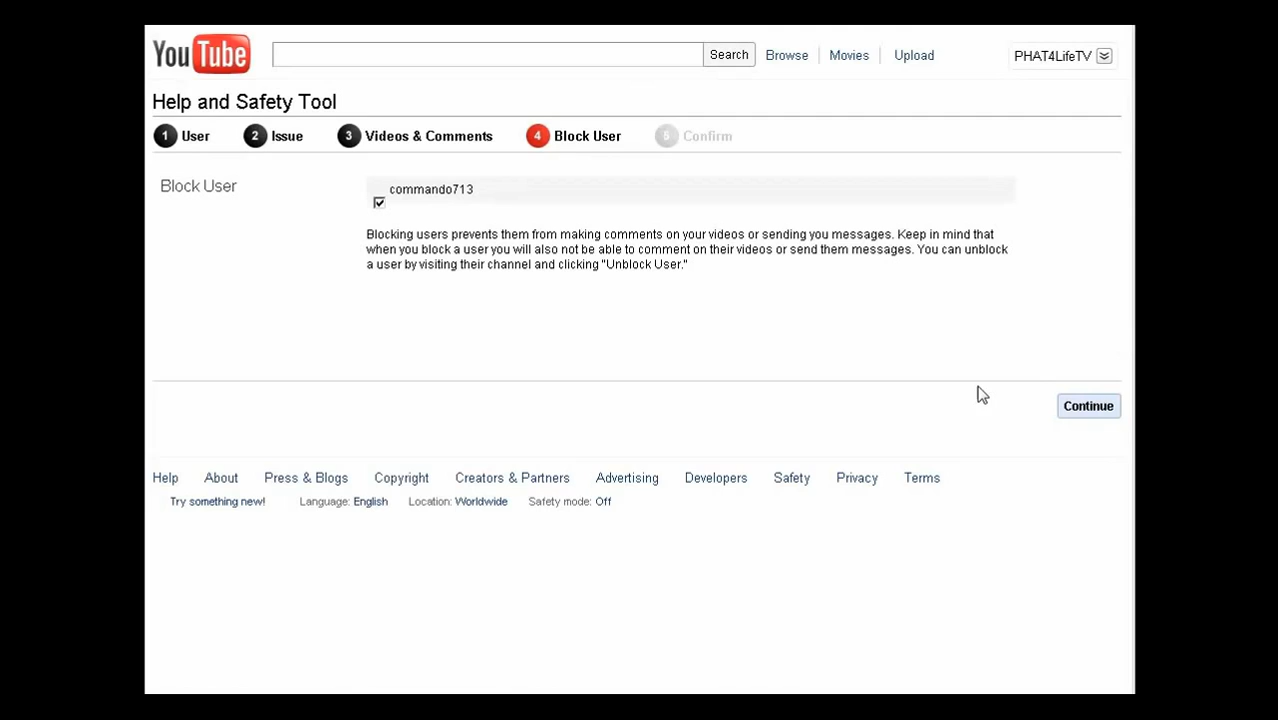 YouTube Search Browse Movies Upload PHAT4LifeTV
Help and Safety Tool
1 User 2 Issue 3 Videos & Comments 4 Block User 5 Confirm
Block User
commando713
Blocking users prevents them from making comments on your videos or sending you messages. Keep in mind that
when you block a user you will also not be able to comment on their videos or send them messages. You can unblock
a user by visiting their channel and clicking "Unblock User."
Continue
Help About Press & Blogs Copyright Creators & Partners Advertising Developers Safety Privacy Terms
Try something new! Language: English Location: Worldwide Safety mode: Off